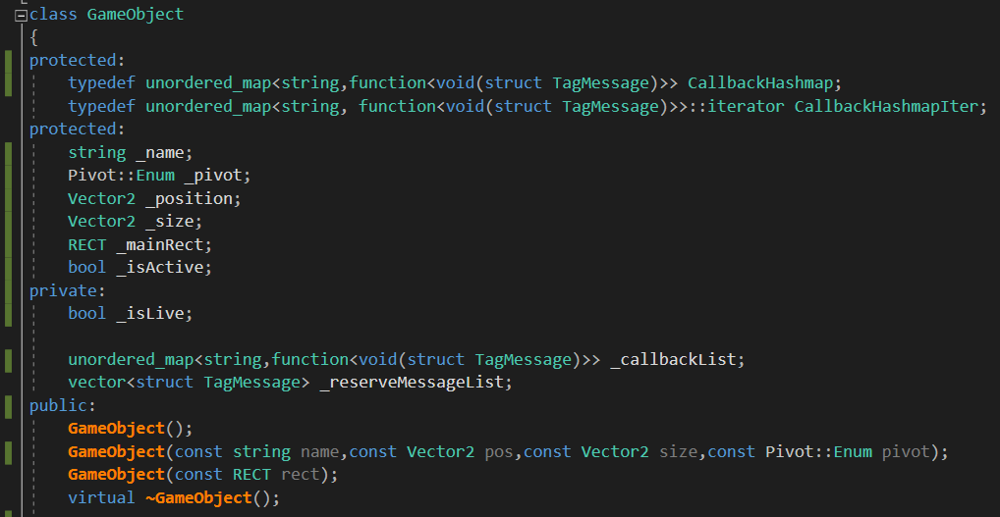 class GameObject
{
protected:
    typedef unordered_map<string,function<void(struct TagMessage)>> CallbackHashmap;
    typedef unordered_map<string, function<void(struct TagMessage)>>::iterator CallbackHashmapIter;
protected:
    string _name;
    Pivot::Enum _pivot;
    Vector2 _position;
    Vector2 _size;
    RECT _mainRect;
    bool _isActive;
private:
    bool _isLive;

    unordered_map<string,function<void(struct TagMessage)>> _callbackList;
    vector<struct TagMessage> _reserveMessageList;
public:
    GameObject();
    GameObject(const string name,const Vector2 pos,const Vector2 size,const Pivot::Enum pivot);
    GameObject(const RECT rect);
    virtual ~GameObject();